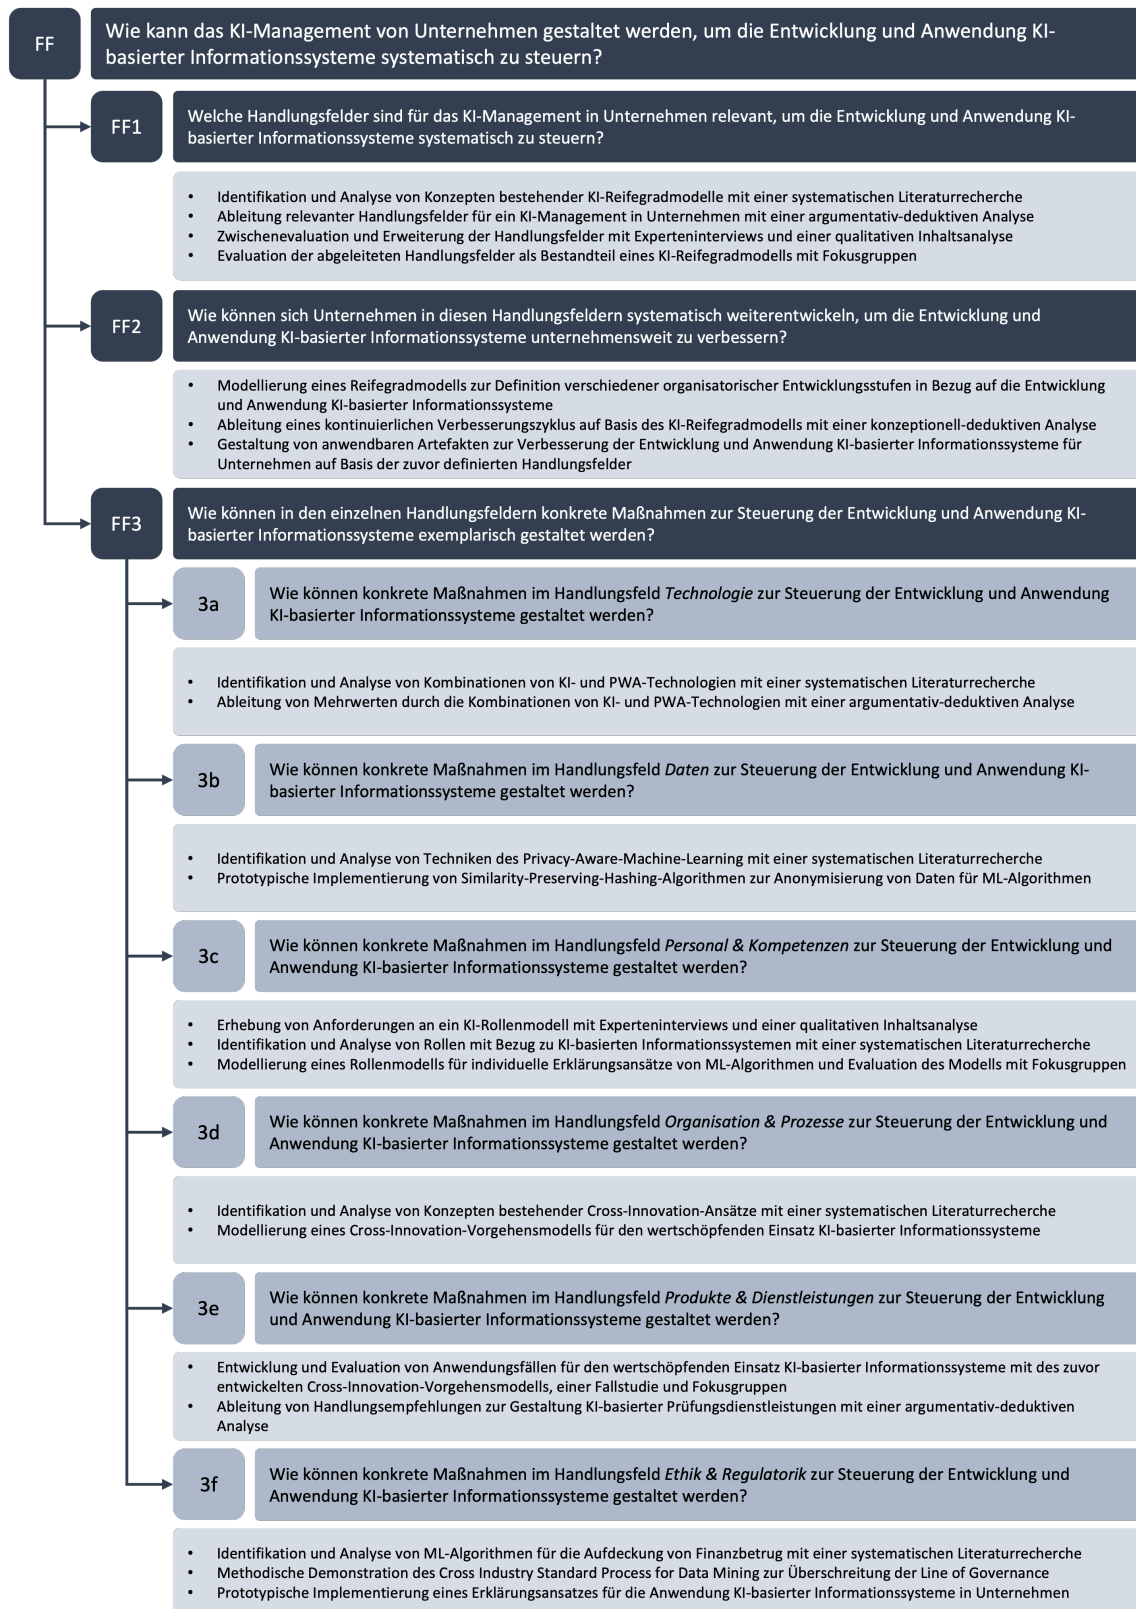 FF
Wie kann das KI-Management von Unternehmen gestaltet werden, um die Entwicklung und Anwendung KI-
basierter Informationssysteme systematisch zu steuern?
FF1
Welche Handlungsfelder sind für das KI-Management in Unternehmen relevant, um die Entwicklung und Anwendung KI-
basierter Informationssysteme systematisch zu steuern?
• Identifikation und Analyse von Konzepten bestehender KI-Reifegradmodelle mit einer systematischen Literaturrecherche
• Ableitung relevanter Handlungsfelder für ein KI-Management in Unternehmen mit einer argumentativ-deduktiven Analyse
• Zwischenevaluation und Erweiterung der Handlungsfelder mit Experteninterviews und einer qualitativen Inhaltsanalyse
• Evaluation der abgeleiteten Handlungsfelder als Bestandteil eines KI-Reifegradmodells mit Fokusgruppen
FF2
Wie können sich Unternehmen in diesen Handlungsfeldern systematisch weiterentwickeln, um die Entwicklung und
Anwendung KI-basierter Informationssysteme unternehmensweit zu verbessern?
• Modellierung eines Reifegradmodells zur Definition verschiedener organisatorischer Entwicklungsstufen in Bezug auf die Entwicklung
und Anwendung KI-basierter Informationssysteme
• Ableitung eines kontinuierlichen Verbesserungszyklus auf Basis des KI-Reifegradmodells mit einer konzeptionell-deduktiven Analyse
• Gestaltung von anwendbaren Artefakten zur Verbesserung der Entwicklung und Anwendung KI-basierter Informationssysteme für
Unternehmen auf Basis der zuvor definierten Handlungsfelder
FF3
Wie können in den einzelnen Handlungsfeldern konkrete Maßnahmen zur Steuerung der Entwicklung und Anwendung KI-
basierter Informationssysteme exemplarisch gestaltet werden?
3a
Wie können konkrete Maßnahmen im Handlungsfeld Technologie zur Steuerung der Entwicklung und Anwendung
KI-basierter Informationssysteme gestaltet werden?
• Identifikation und Analyse von Kombinationen von KI- und PWA-Technologien mit einer systematischen Literaturrecherche
• Ableitung von Mehrwerten durch die Kombinationen von KI- und PWA-Technologien mit einer argumentativ-deduktiven Analyse
3b
Wie können konkrete Maßnahmen im Handlungsfeld Daten zur Steuerung der Entwicklung und Anwendung KI-
basierter Informationssysteme gestaltet werden?
• Identifikation und Analyse von Techniken des Privacy-Aware-Machine-Learning mit einer systematischen Literaturrecherche
• Prototypische Implementierung von Similarity-Preserving-Hashing-Algorithmen zur Anonymisierung von Daten für ML-Algorithmen
3c
Wie können konkrete Maßnahmen im Handlungsfeld Personal & Kompetenzen zur Steuerung der Entwicklung und
Anwendung KI-basierter Informationssysteme gestaltet werden?
• Erhebung von Anforderungen an ein KI-Rollenmodell mit Experteninterviews und einer qualitativen Inhaltsanalyse
• Identifikation und Analyse von Rollen mit Bezug zu KI-basierten Informationssystemen mit einer systematischen Literaturrecherche
• Modellierung eines Rollenmodells für individuelle Erklärungsansätze von ML-Algorithmen und Evaluation des Modells mit Fokusgruppen
3d
Wie können konkrete Maßnahmen im Handlungsfeld Organisation & Prozesse zur Steuerung der Entwicklung und
Anwendung KI-basierter Informationssysteme gestaltet werden?
• Identifikation und Analyse von Konzepten bestehender Cross-Innovation-Ansätze mit einer systematischen Literaturrecherche
• Modellierung eines Cross-Innovation-Vorgehensmodells für den wertschöpfenden Einsatz KI-basierter Informationssysteme
3e
Wie können konkrete Maßnahmen im Handlungsfeld Produkte & Dienstleistungen zur Steuerung der Entwicklung
und Anwendung KI-basierter Informationssysteme gestaltet werden?
• Entwicklung und Evaluation von Anwendungsfällen für den wertschöpfenden Einsatz KI-basierter Informationssysteme mit des zuvor
entwickelten Cross-Innovation-Vorgehensmodells, einer Fallstudie und Fokusgruppen
• Ableitung von Handlungsempfehlungen zur Gestaltung KI-basierter Prüfungsdienstleistungen mit einer argumentativ-deduktiven
Analyse
3f
Wie können konkrete Maßnahmen im Handlungsfeld Ethik & Regulatorik zur Steuerung der Entwicklung und
Anwendung KI-basierter Informationssysteme gestaltet werden?
• Identifikation und Analyse von ML-Algorithmen für die Aufdeckung von Finanzbetrug mit einer systematischen Literaturrecherche
• Methodische Demonstration des Cross Industry Standard Process for Data Mining zur Überschreitung der Line of Governance
• Prototypische Implementierung eines Erklärungsansatzes für die Anwendung KI-basierter Informationssysteme in Unternehmen